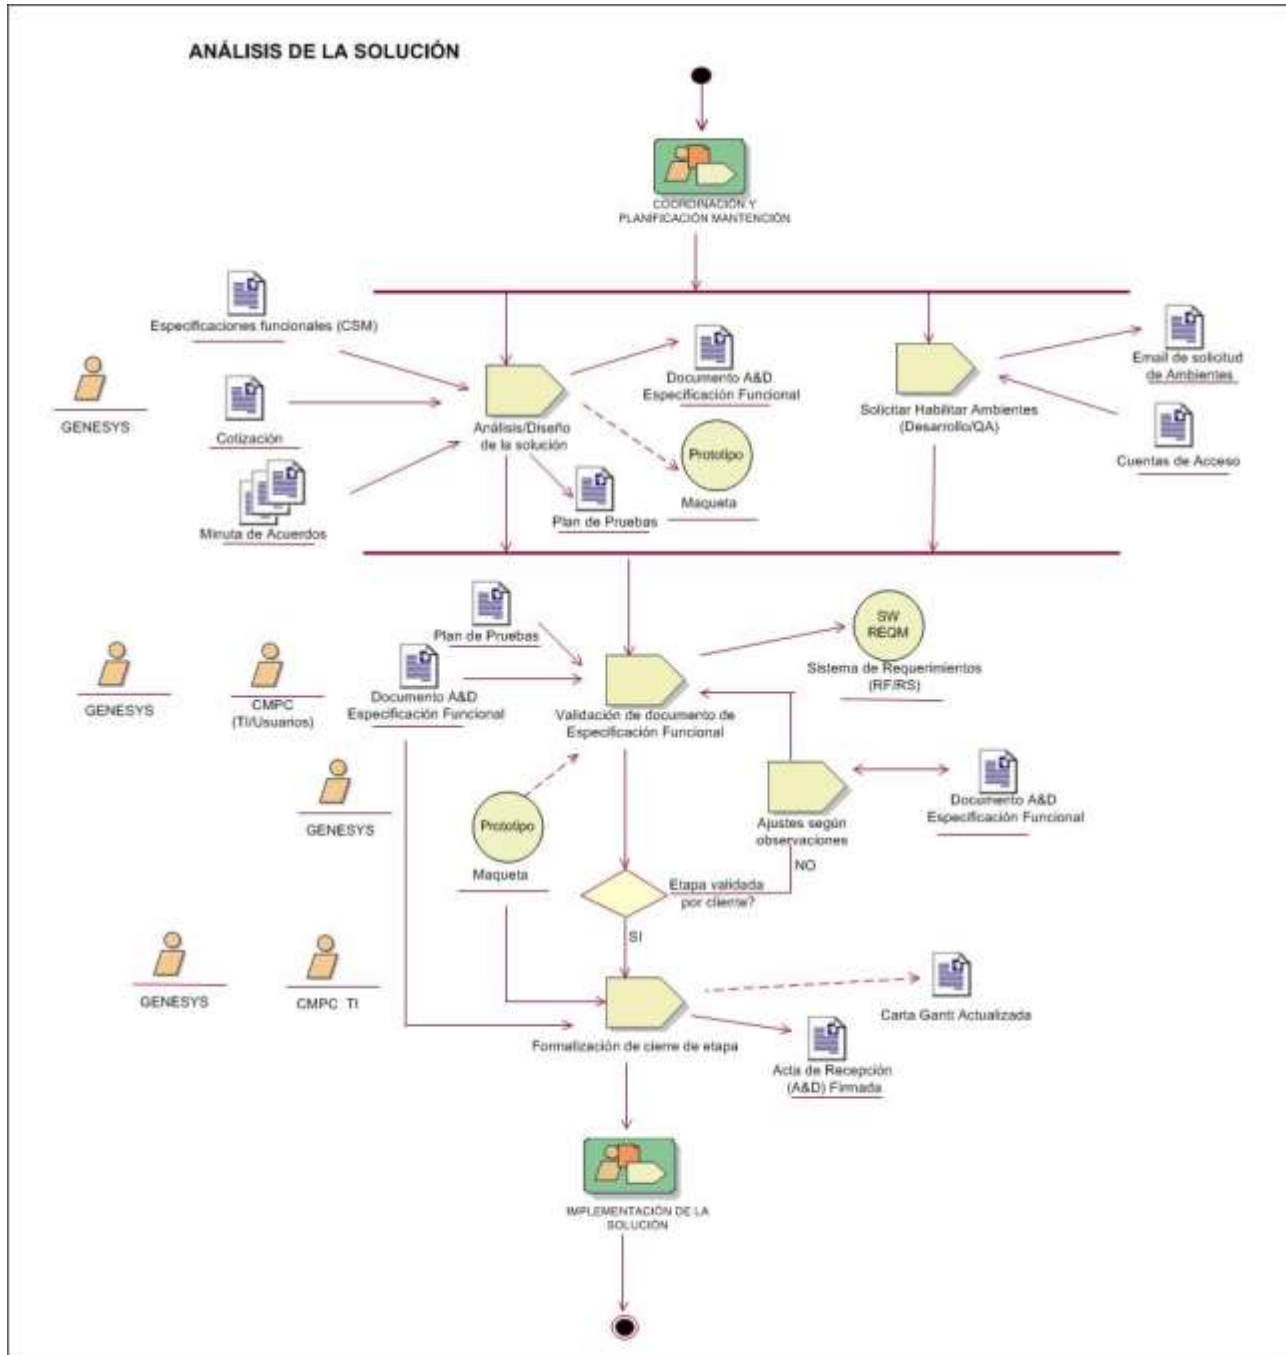 ANÁLISIS DE LA SOLUCIÓN
COORDINACIÓN Y
PLANIFICACIÓN MANTENCIÓN
Especificaciones funcionales (CSM)
GENESYS
Cotización
Minuta de Acuerdos
Análisis/Diseño
de la solución
Documento A&D
Especificación Funcional
Prototipo
Maqueta
Plan de Pruebas
Solicitar Habilitar Ambientes
(Desarrollo/QA)
Email de solicitud
de Ambientes
Cuentas de Acceso
Plan de Pruebas
SW
REQM
Sistema de Requerimientos
(RF/RS)
GENESYS
CMPC
(TI/Usuarios)
Documento A&D
Especificación Funcional
Validación de documento de
Especificación Funcional
GENESYS
Prototipo
Maqueta
Ajustes según
observaciones
Documento A&D
Especificación Funcional
NO
Etapa validada
por cliente?
SI
GENESYS
CMPC TI
Formalización de cierre de etapa
Carta Gantt Actualizada
Acta de Recepción
(A&D) Firmada
IMPLEMENTACIÓN DE LA
SOLUCIÓN